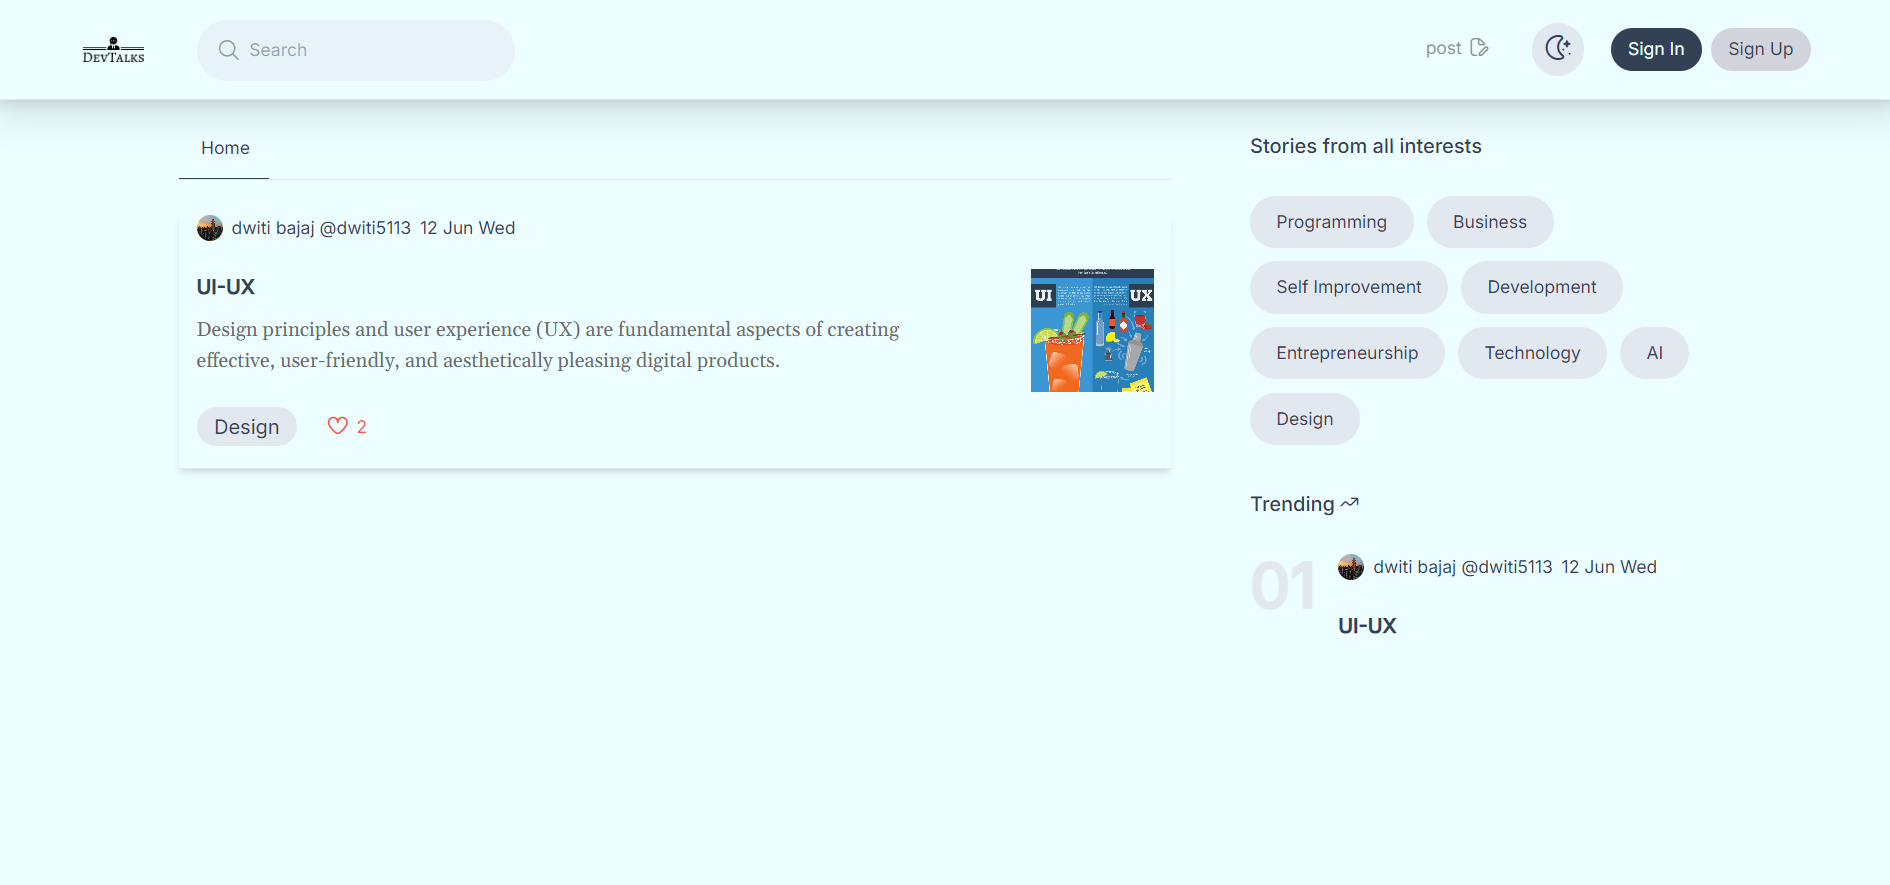 DEVTALKS
Search
post
Sign In
Sign Up
Home
dwiti bajaj @dwiti5113 12 Jun Wed
UI-UX
Design principles and user experience (UX) are fundamental aspects of creating
effective, user-friendly, and aesthetically pleasing digital products.
UI
UX
Design
2
Stories from all interests
Programming
Business
Self Improvement
Development
Entrepreneurship
Technology
AI
Design
Trending
01
dwiti bajaj @dwiti5113 12 Jun Wed
UI-UX